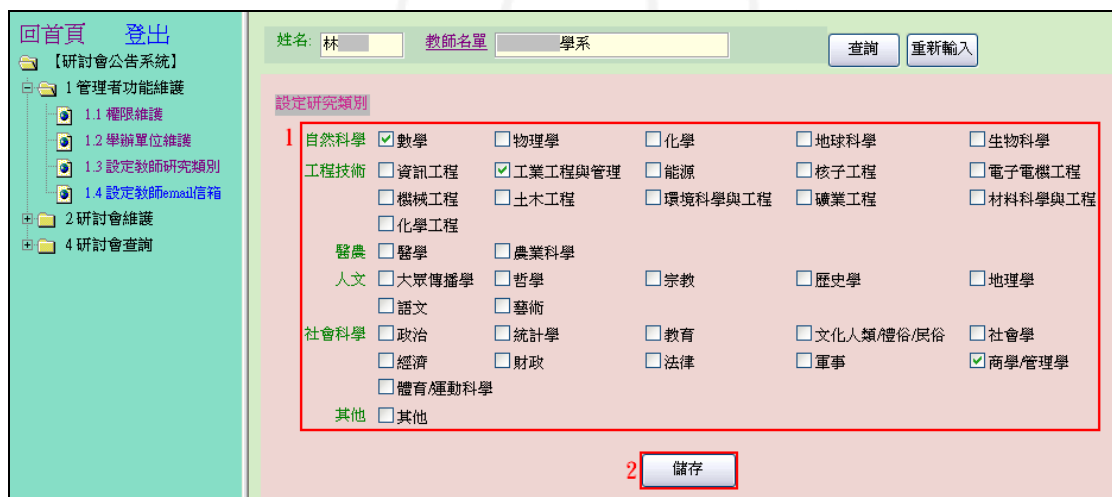 回首頁 登出
【研討會公告系統】
1 管理者功能維護
1.1 權限維護
1.2 舉辦單位維護
1.3 設定教師研究類別
1.4 設定教師email信箱
2 研討會維護
4 研討會查詢
姓名: 林 教師名單 學系 查詢 重新輸入
設定研究類別
1 自然科學 數學 物理學 化學 地球科學 生物科學
工程技術 資訊工程 工業工程與管理 能源 核子工程 電子電機工程
機械工程 土木工程 環境科學與工程 礦業工程 材料科學與工程
化學工程
醫農 醫學 農業科學
人文 大眾傳播學 哲學 宗教 歷史學 地理學
語文 藝術
社會科學 政治 統計學 教育 文化人類/禮俗/民俗 社會學
經濟 財政 法律 軍事 商學/管理學
體育/運動科學
其他 其他
2 儲存